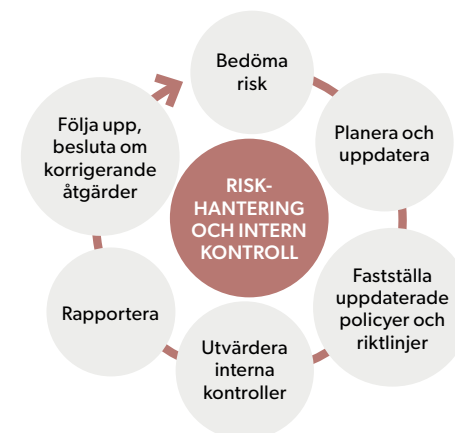 Bedöma
risk
Planera och
uppdatera
Fastställa
uppdaterade
policyer och
riktlinjer
Utvärdera
interna
kontroller
Rapportera
Följa upp,
besluta om
korrigerande
åtgärder
RISK-
HANTERING
OCH INTERN
KONTROLL